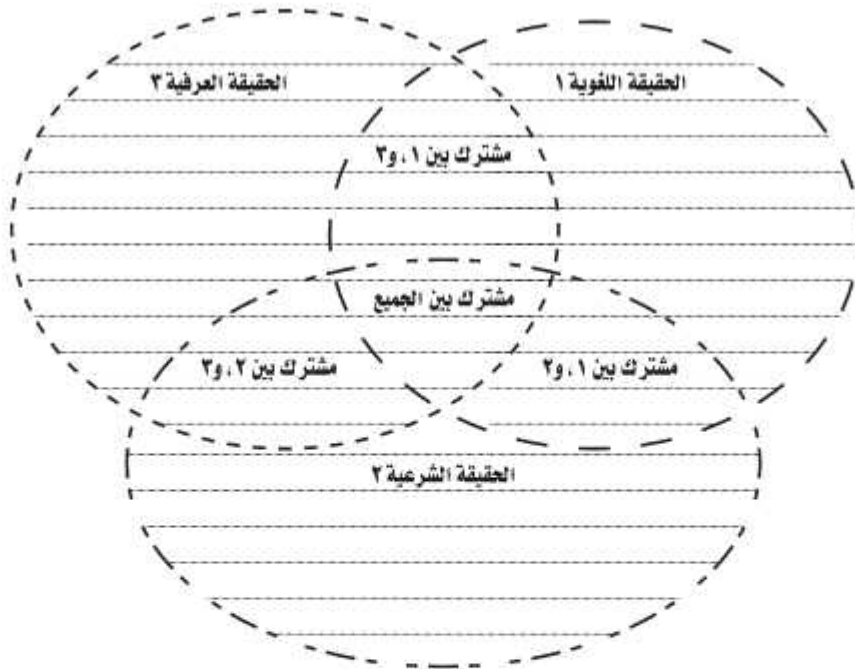 الحقيقة اللغوية ١
الحقيقة العرفية ٣
مشترك بين ١، و٣
مشترك بين الجميع
مشترك بين ١، و٢
مشترك بين ٢، و٣
الحقيقة الشرعية ٢